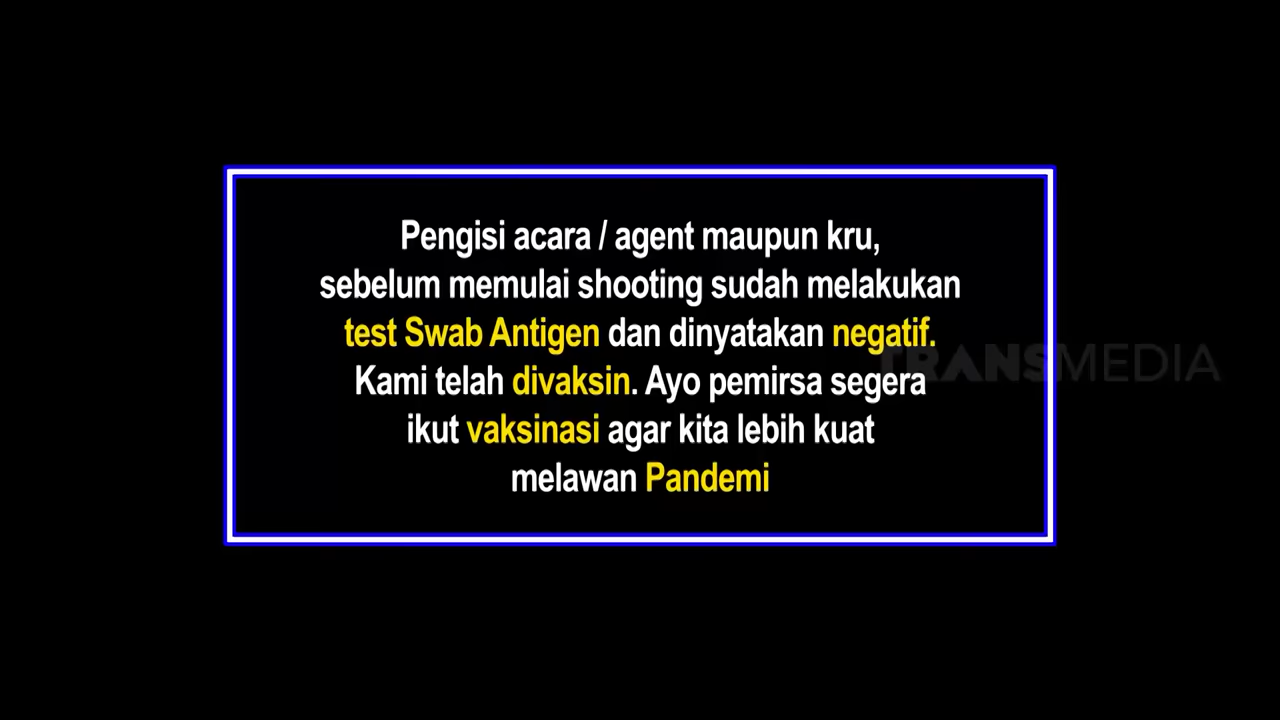 Pengisi acara / agent maupun kru,
sebelum memulai shooting sudah melakukan
test Swab Antigen dan dinyatakan negatif.
TRANSMEDIA
Kami telah divaksin. Ayo pemirsa segera
ikut vaksinasi agar kita lebih kuat
melawan Pandemi